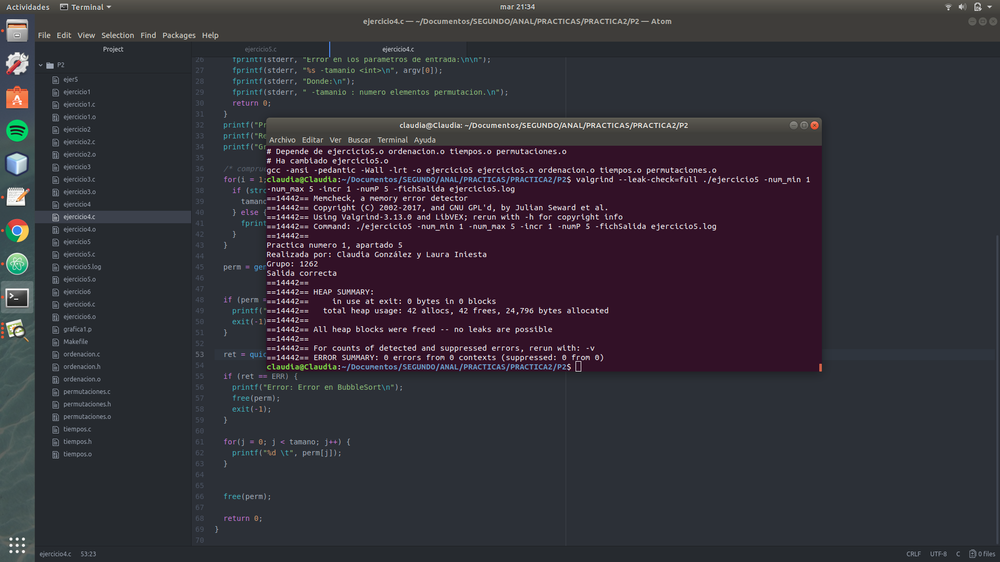 Actividades
Terminal
mar 21:34
ejercicio4.c — ~/Documentos/SEGUNDO/ANAL/PRACTICAS/PRACTICA2/P2 — Atom
File Edit View Selection Find Packages Help
Project
P2
ejer5
ejercicio1
ejercicio1.c
ejercicio1.o
ejercicio2
ejercicio2.c
ejercicio2.o
ejercicio3
ejercicio3.c
ejercicio3.o
ejercicio4
ejercicio4.c
ejercicio4.o
ejercicio5
ejercicio5.c
ejercicio5.log
ejercicio5.o
ejercicio6
ejercicio6.c
ejercicio6.o
grafica1.p
Makefile
ordenacion.c
ordenacion.h
ordenacion.o
permutaciones.c
permutaciones.h
permutaciones.o
tiempos.c
tiempos.h
tiempos.o
ejercicio5.c
ejercicio4.c
26 fprintf(stderr, "Error en los parametros de entrada:\n\n");
27 fprintf(stderr, "%s -tamanio <int>\n", argv[0]);
28 fprintf(stderr, "Donde:\n");
29 fprintf(stderr, " -tamanio : numero elementos permutacion.\n");
30 return 0;
31 }
32 printf("Pr
33 printf("Re
34 printf("Gr
35
36 /* comprue
37 for(i = 1;
38 if (strc
39 tamano
40 } else {
41 fprint
42 }
43 }
44
45 perm = gen
46
47
48 if (perm =
49 printf("
50 exit(-1)
51 }
52
53 ret = quic
54
55 if (ret == ERR) {
56 printf("Error: Error en BubbleSort\n");
57 free(perm);
58 exit(-1);
59 }
60
61 for(j = 0; j < tamano; j++) {
62 printf("%d \t", perm[j]);
63 }
64
65
66 free(perm);
67
68 return 0;
69 }
70
claudia@Claudia: ~/Documentos/SEGUNDO/ANAL/PRACTICAS/PRACTICA2/P2
Archivo Editar Ver Buscar Terminal Ayuda
# Depende de ejercicio5.o ordenacion.o tiempos.o permutaciones.o
# Ha cambiado ejercicio5.o
gcc -ansi -pedantic -Wall -lrt -o ejercicio5 ejercicio5.o ordenacion.o tiempos.o permutaciones.o
claudia@Claudia:~/Documentos/SEGUNDO/ANAL/PRACTICAS/PRACTICA2/P2$ valgrind --leak-check=full ./ejercicio5 -num_min 1
-num_max 5 -incr 1 -numP 5 -fichSalida ejercicio5.log
==14442== Memcheck, a memory error detector
==14442== Copyright (C) 2002-2017, and GNU GPL'd, by Julian Seward et al.
==14442== Using Valgrind-3.13.0 and LibVEX; rerun with -h for copyright info
==14442== Command: ./ejercicio5 -num_min 1 -num_max 5 -incr 1 -numP 5 -fichSalida ejercicio5.log
==14442==
Practica numero 1, apartado 5
Realizada por: Claudia González y Laura Iniesta
Grupo: 1262
Salida correcta
==14442==
==14442== HEAP SUMMARY:
==14442== in use at exit: 0 bytes in 0 blocks
==14442== total heap usage: 42 allocs, 42 frees, 24,796 bytes allocated
==14442==
==14442== All heap blocks were freed -- no leaks are possible
==14442==
==14442== For counts of detected and suppressed errors, rerun with: -v
==14442== ERROR SUMMARY: 0 errors from 0 contexts (suppressed: 0 from 0)
claudia@Claudia:~/Documentos/SEGUNDO/ANAL/PRACTICAS/PRACTICA2/P2$
ejercicio4.c 53:23
CRLF UTF-8 C 0 files